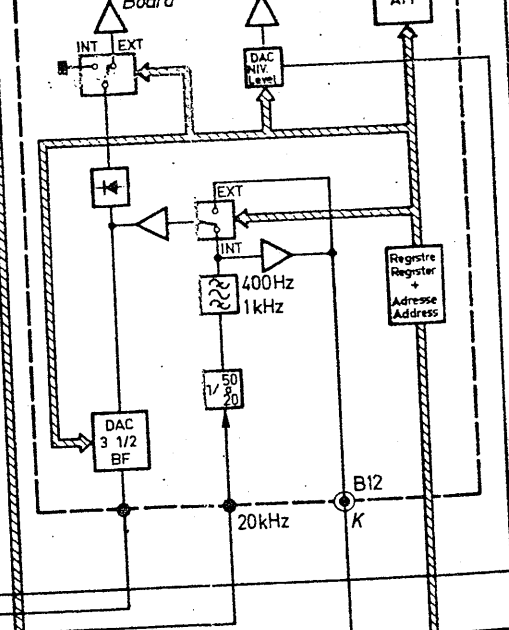 Board
ATT
INT
EXT
DAC
NIV.
Level
EXT
INT
400Hz
1kHz
Registre
Register
+
Adresse
Address
1/ 50
à
20
DAC
3 1/2
BF
B12
20kHz
K